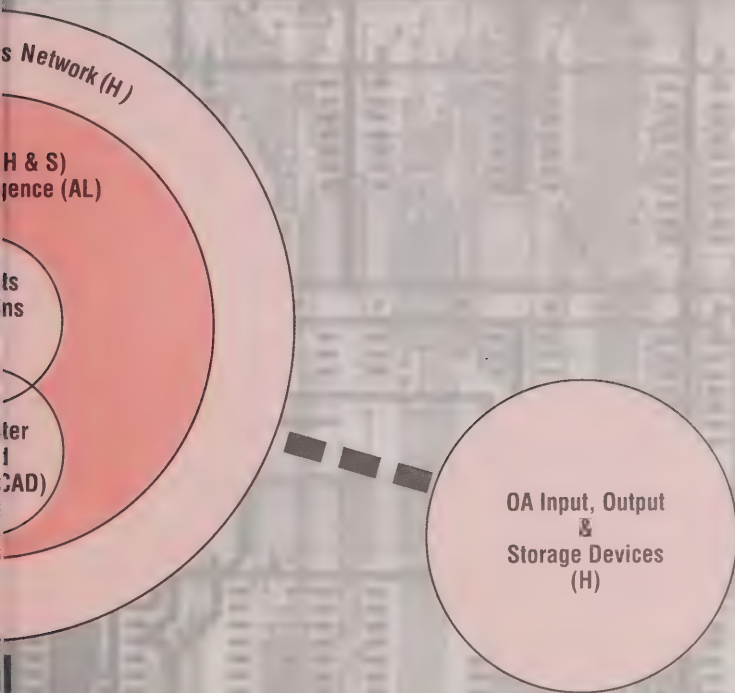 s Network (H)
H & S)
gence (AL)
ts
ns
ter
d
CAD)
OA Input, Output
&
Storage Devices
(H)